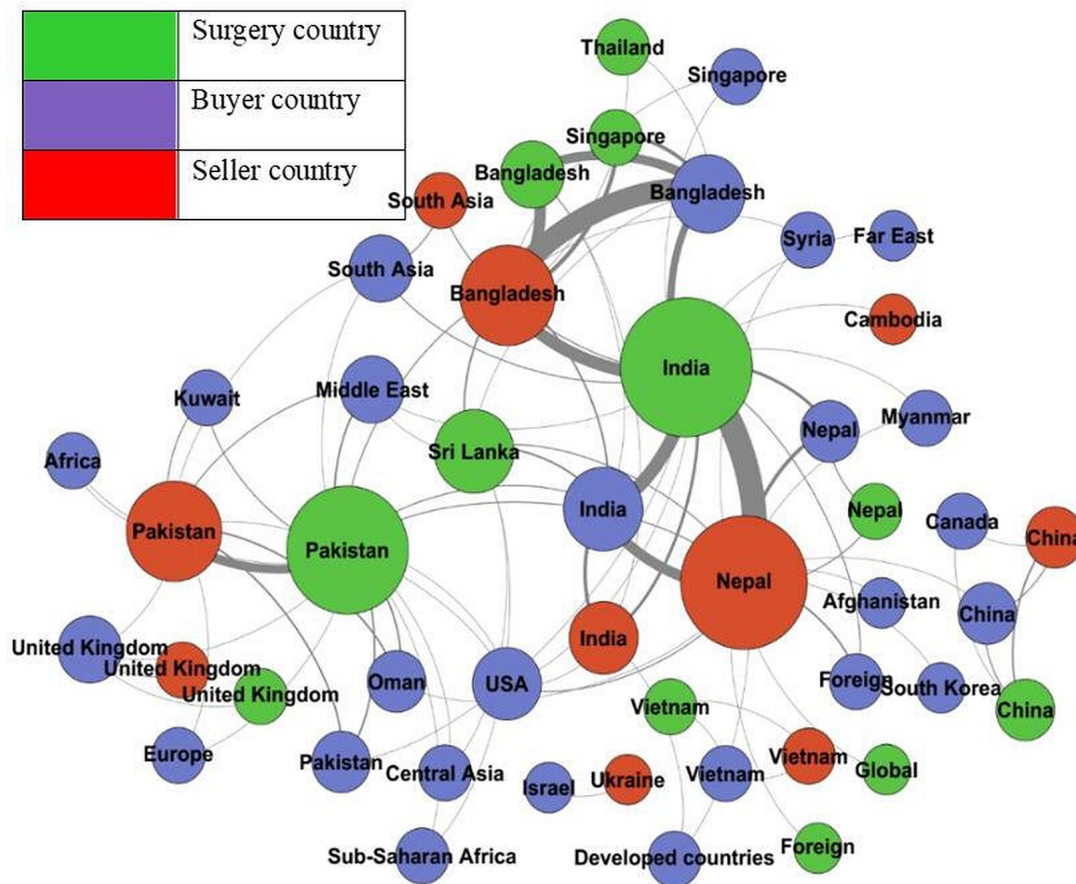 Surgery country
Buyer country
Seller country
Thailand
Singapore
Singapore
Bangladesh
Bangladesh
South Asia
Syria
Far East
South Asia
Bangladesh
Cambodia
India
Kuwait
Middle East
Nepal
Myanmar
Africa
Sri Lanka
India
Nepal
Canada
China
Pakistan
Pakistan
Nepal
Afghanistan
China
United Kingdom
United Kingdom
United Kingdom
India
Oman
USA
Foreign
South Korea
Vietnam
China
Europe
Pakistan
Central Asia
Israel
Ukraine
Vietnam
Vietnam
Global
Sub-Saharan Africa
Developed countries
Foreign